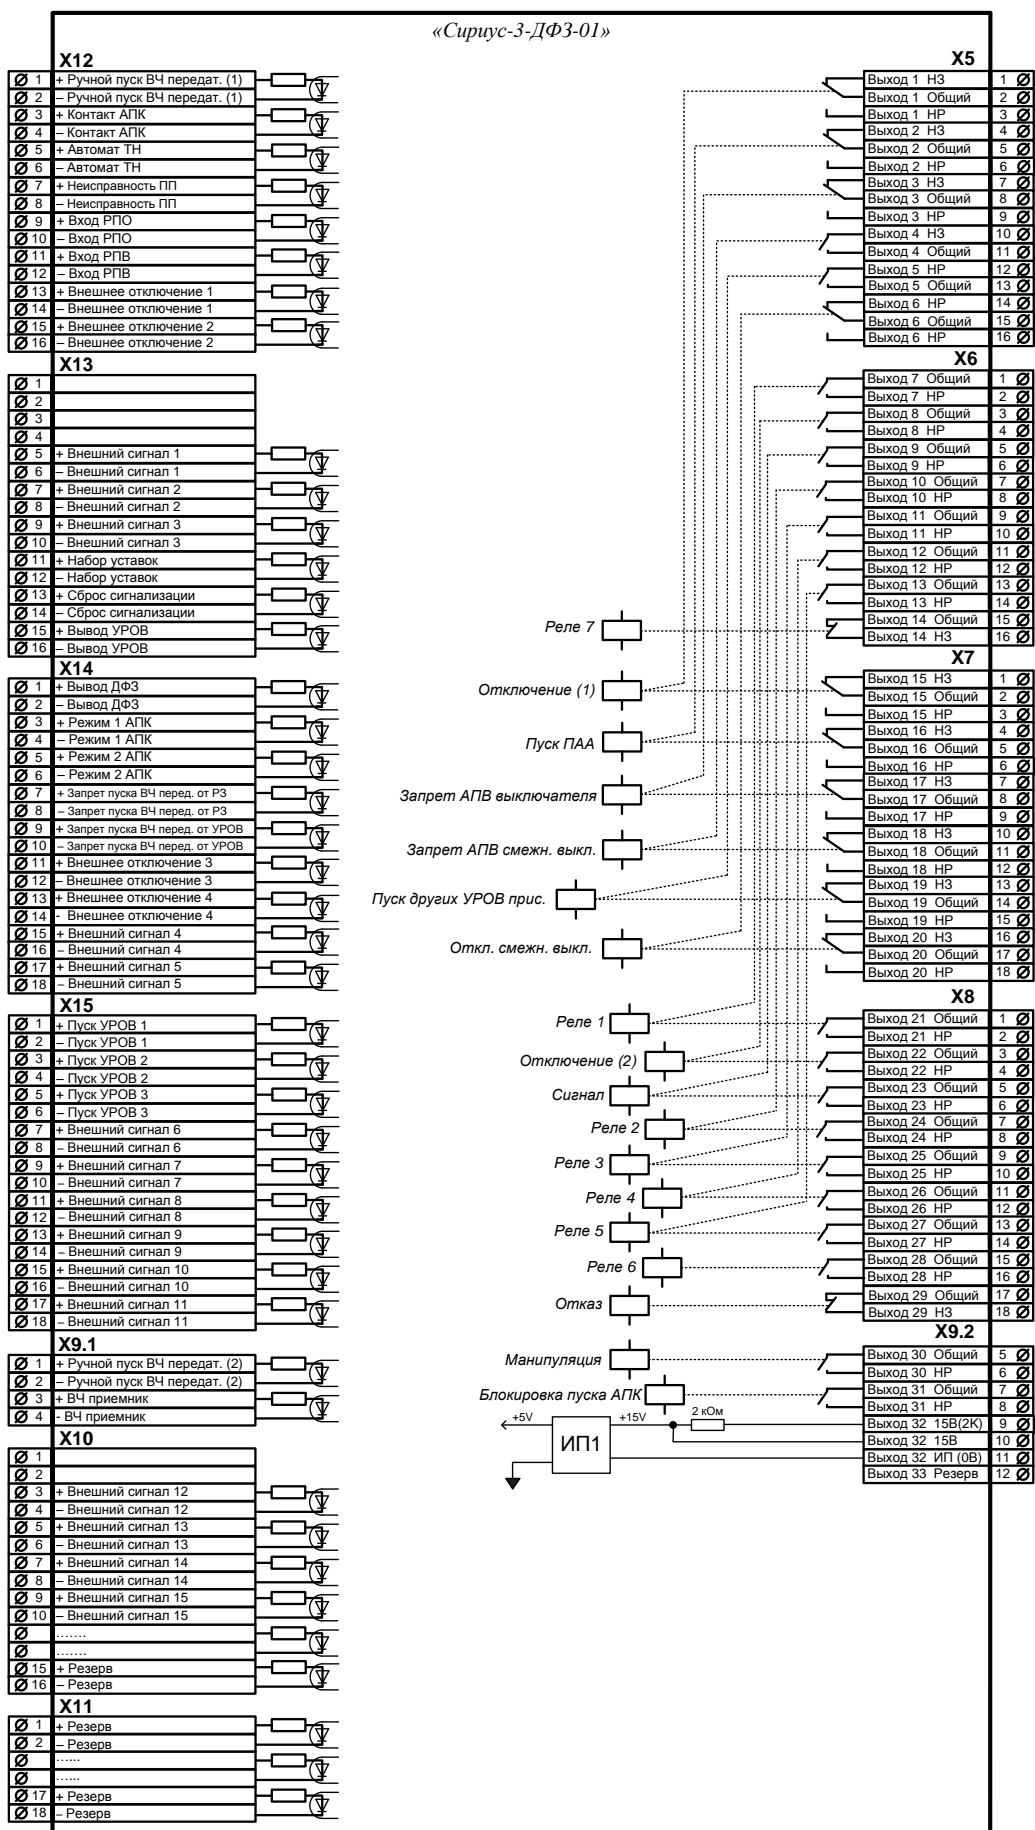 «Сириус-3-ДФЗ-01»
X12
1 + Ручной пуск ВЧ передат. (1)
2 – Ручной пуск ВЧ передат. (1)
3 + Контакт АПК
4 – Контакт АПК
5 + Автомат ТН
6 – Автомат ТН
7 + Неисправность ПП
8 – Неисправность ПП
9 + Вход РПО
10 – Вход РПО
11 + Вход РПВ
12 – Вход РПВ
13 + Внешнее отключение 1
14 – Внешнее отключение 1
15 + Внешнее отключение 2
16 – Внешнее отключение 2
X13
1
2
3
4
5 + Внешний сигнал 1
6 – Внешний сигнал 1
7 + Внешний сигнал 2
8 – Внешний сигнал 2
9 + Внешний сигнал 3
10 – Внешний сигнал 3
11 + Набор уставок
12 – Набор уставок
13 + Сброс сигнализации
14 – Сброс сигнализации
15 + Вывод УРОВ
16 – Вывод УРОВ
X14
1 + Вывод ДФЗ
2 – Вывод ДФЗ
3 + Режим 1 АПК
4 – Режим 1 АПК
5 + Режим 2 АПК
6 – Режим 2 АПК
7 + Запрет пуска ВЧ перед. от РЗ
8 – Запрет пуска ВЧ перед. от РЗ
9 + Запрет пуска ВЧ перед. от УРОВ
10 – Запрет пуска ВЧ перед. от УРОВ
11 + Внешнее отключение 3
12 – Внешнее отключение 3
13 + Внешнее отключение 4
14 - Внешнее отключение 4
15 + Внешний сигнал 4
16 – Внешний сигнал 4
17 + Внешний сигнал 5
18 – Внешний сигнал 5
X15
1 + Пуск УРОВ 1
2 – Пуск УРОВ 1
3 + Пуск УРОВ 2
4 – Пуск УРОВ 2
5 + Пуск УРОВ 3
6 – Пуск УРОВ 3
7 + Внешний сигнал 6
8 – Внешний сигнал 6
9 + Внешний сигнал 7
10 – Внешний сигнал 7
11 + Внешний сигнал 8
12 – Внешний сигнал 8
13 + Внешний сигнал 9
14 – Внешний сигнал 9
15 + Внешний сигнал 10
16 – Внешний сигнал 10
17 + Внешний сигнал 11
18 – Внешний сигнал 11
X9.1
1 + Ручной пуск ВЧ передат. (2)
2 – Ручной пуск ВЧ передат. (2)
3 + ВЧ приемник
4 - ВЧ приемник
X10
1
2
3 + Внешний сигнал 12
4 – Внешний сигнал 12
5 + Внешний сигнал 13
6 – Внешний сигнал 13
7 + Внешний сигнал 14
8 – Внешний сигнал 14
9 + Внешний сигнал 15
10 – Внешний сигнал 15
.......
.......
15 + Резерв
16 – Резерв
X11
1 + Резерв
2 – Резерв
......
......
17 + Резерв
18 – Резерв
Реле 7
Отключение (1)
Пуск ПАА
Запрет АПВ выключателя
Запрет АПВ смежн. выкл.
Пуск других УРОВ прис.
Откл. смежн. выкл.
Реле 1
Отключение (2)
Сигнал
Реле 2
Реле 3
Реле 4
Реле 5
Реле 6
Отказ
Манипуляция
Блокировка пуска АПК
+5V
ИП1
+15V
2 кОм
X5
Выход 1 НЗ 1
Выход 1 Общий 2
Выход 1 НР 3
Выход 2 НЗ 4
Выход 2 Общий 5
Выход 2 НР 6
Выход 3 НЗ 7
Выход 3 Общий 8
Выход 3 НР 9
Выход 4 НЗ 10
Выход 4 Общий 11
Выход 5 НР 12
Выход 5 Общий 13
Выход 6 НР 14
Выход 6 Общий 15
Выход 6 НР 16
X6
Выход 7 Общий 1
Выход 7 НР 2
Выход 8 Общий 3
Выход 8 НР 4
Выход 9 Общий 5
Выход 9 НР 6
Выход 10 Общий 7
Выход 10 НР 8
Выход 11 Общий 9
Выход 11 НР 10
Выход 12 Общий 11
Выход 12 НР 12
Выход 13 Общий 13
Выход 13 НР 14
Выход 14 Общий 15
Выход 14 НЗ 16
X7
Выход 15 НЗ 1
Выход 15 Общий 2
Выход 15 НР 3
Выход 16 НЗ 4
Выход 16 Общий 5
Выход 16 НР 6
Выход 17 НЗ 7
Выход 17 Общий 8
Выход 17 НР 9
Выход 18 НЗ 10
Выход 18 Общий 11
Выход 18 НР 12
Выход 19 НЗ 13
Выход 19 Общий 14
Выход 19 НР 15
Выход 20 НЗ 16
Выход 20 Общий 17
Выход 20 НР 18
X8
Выход 21 Общий 1
Выход 21 НР 2
Выход 22 Общий 3
Выход 22 НР 4
Выход 23 Общий 5
Выход 23 НР 6
Выход 24 Общий 7
Выход 24 НР 8
Выход 25 Общий 9
Выход 25 НР 10
Выход 26 Общий 11
Выход 26 НР 12
Выход 27 Общий 13
Выход 27 НР 14
Выход 28 Общий 15
Выход 28 НР 16
Выход 29 Общий 17
Выход 29 НЗ 18
X9.2
Выход 30 Общий 5
Выход 30 НР 6
Выход 31 Общий 7
Выход 31 НР 8
Выход 32 15В(2К) 9
Выход 32 15В 10
Выход 32 ИП (0В) 11
Выход 33 Резерв 12